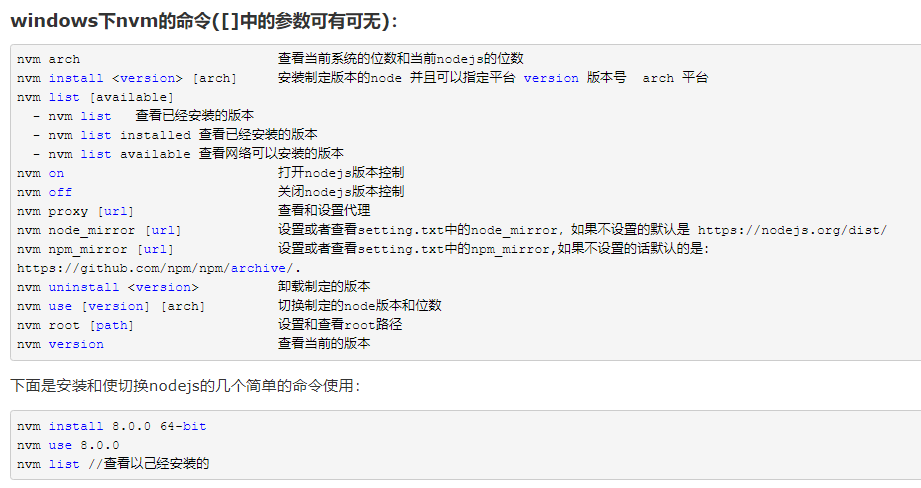 windows下nvm的命令([]中的参数可有可无):
nvm arch 查看当前系统的位数和当前nodejs的位数
nvm install <version> [arch] 安装制定版本的node 并且可以指定平台 version 版本号 arch 平台
nvm list [available]
- nvm list 查看已经安装的版本
- nvm list installed 查看已经安装的版本
- nvm list available 查看网络可以安装的版本
nvm on 打开nodejs版本控制
nvm off 关闭nodejs版本控制
nvm proxy [url] 查看和设置代理
nvm node_mirror [url] 设置或者查看setting.txt中的node_mirror, 如果不设置的默认是 https://nodejs.org/dist/
nvm npm_mirror [url] 设置或者查看setting.txt中的npm_mirror,如果不设置的话默认的是:
https://github.com/npm/npm/archive/.
nvm uninstall <version> 卸载制定的版本
nvm use [version] [arch] 切换制定的node版本和位数
nvm root [path] 设置和查看root路径
nvm version 查看当前的版本
下面是安装和使切换nodejs的几个简单的命令使用:
nvm install 8.0.0 64-bit
nvm use 8.0.0
nvm list //查看以己经安装的